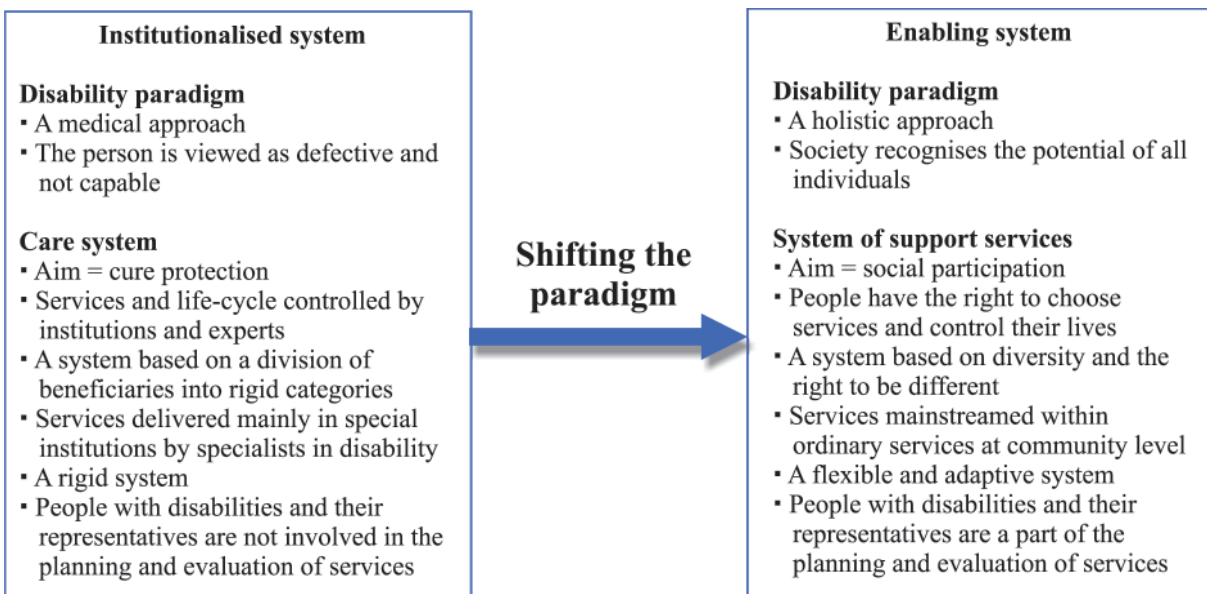 Institutionalised system
Disability paradigm
▪ A medical approach
▪ The person is viewed as defective and
not capable
Care system
▪ Aim = cure protection
▪ Services and life-cycle controlled by
institutions and experts
▪ A system based on a division of
beneficiaries into rigid categories
▪ Services delivered mainly in special
institutions by specialists in disability
▪ A rigid system
▪ People with disabilities and their
representatives are not involved in the
planning and evaluation of services
Shifting the
paradigm
Enabling system
Disability paradigm
▪ A holistic approach
▪ Society recognises the potential of all
individuals
System of support services
▪ Aim = social participation
▪ People have the right to choose
services and control their lives
▪ A system based on diversity and the
right to be different
▪ Services mainstreamed within
ordinary services at community level
▪ A flexible and adaptive system
▪ People with disabilities and their
representatives are a part of the
planning and evaluation of services